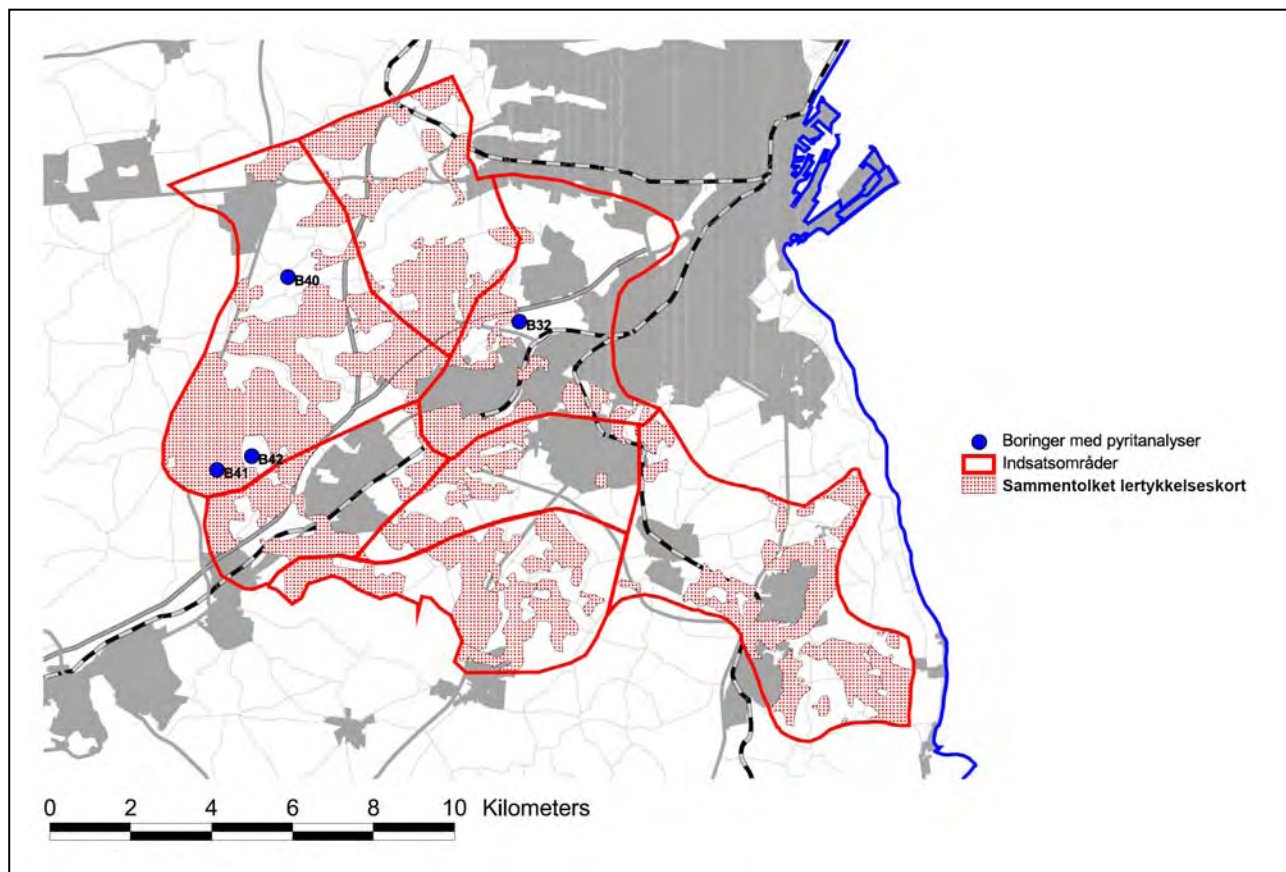 B40
B32
B42
B41
Boringer med pyritanalyser
Indsatsområder
Sammentolket lertykkelseskort
0 2 4 6 8 10 Kilometers